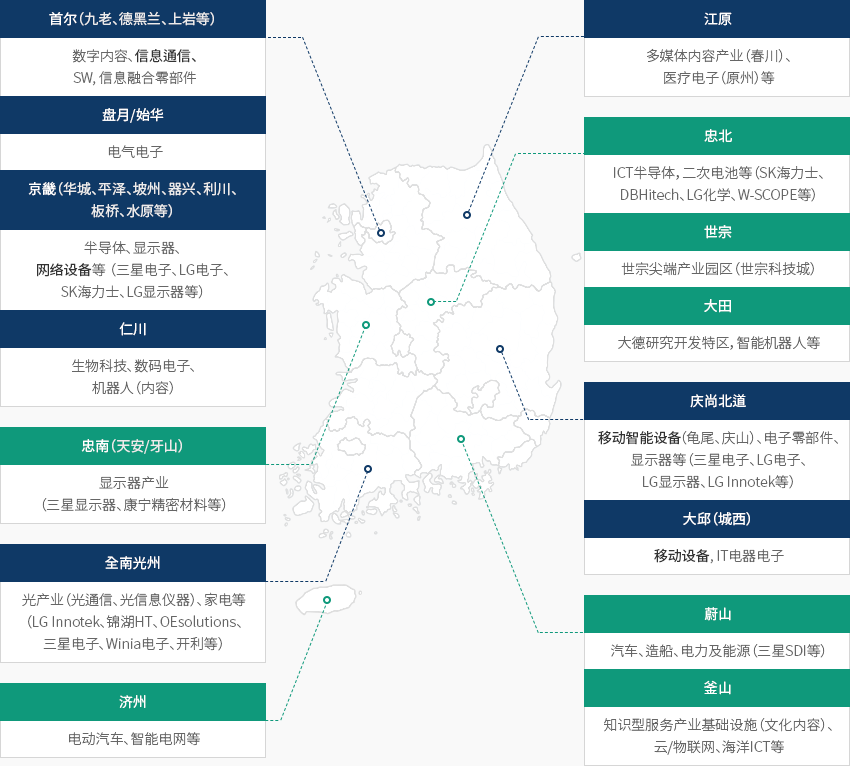 首尔（九老、德黑兰、上岩等）
数字内容、信息通信、
SW, 信息融合零部件
盘月/始华
电气电子
京畿（华城、平泽、坡州、器兴、利川、
板桥、水原等）
半导体、显示器、
网络设备等（三星电子、LG电子、
SK海力士、LG显示器等）
仁川
生物科技、数码电子、
机器人（内容）
忠南（天安/牙山）
显示器产业
（三星显示器、康宁精密材料等）
全南光州
光产业（光通信、光信息仪器）、家电等
（LG Innotek、锦湖HT、OEsolutions、
三星电子、Winia电子、开利等）
济州
电动汽车、智能电网等
江原
多媒体内容产业（春川）、
医疗电子（原州）等
忠北
ICT半导体, 二次电池等（SK海力士、
DBHitech、LG化学、W-SCOPE等）
世宗
世宗尖端产业园区（世宗科技城）
大田
大德研究开发特区, 智能机器人等
庆尚北道
移动智能设备(龟尾、庆山）、电子零部件、
显示器等（三星电子、LG电子、
LG显示器、LG Innotek等）
大邱（城西）
移动设备, IT电器电子
蔚山
汽车、造船、电力及能源（三星SDI等）
釜山
知识型服务产业基础设施（文化内容）、
云/物联网、海洋ICT等